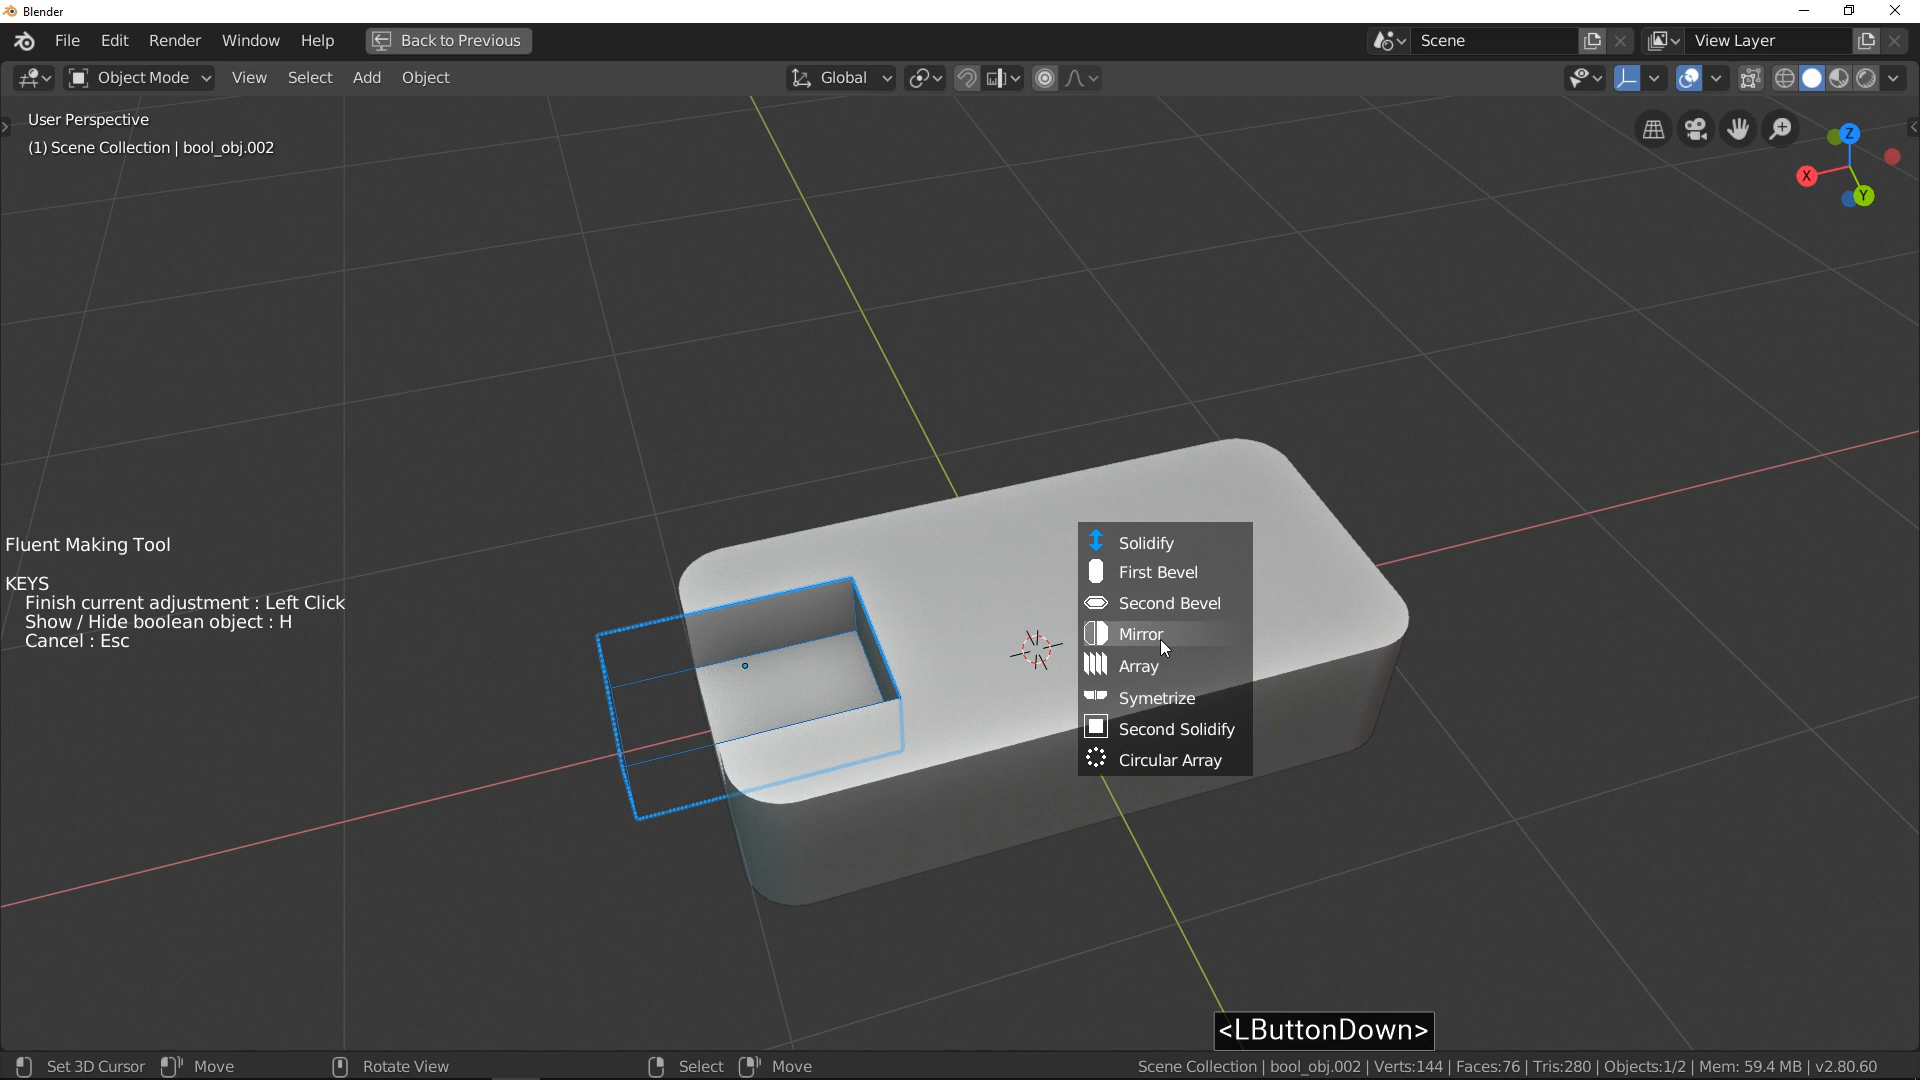 Blender
File Edit Render Window Help Back to Previous Scene View Layer
Object Mode View Select Add Object Global
User Perspective
(1) Scene Collection | bool_obj.002
Z
X
Y
Fluent Making Tool
KEYS
Finish current adjustment : Left Click
Show / Hide boolean object : H
Cancel : Esc
Solidify
First Bevel
Second Bevel
Mirror
Array
Symetrize
Second Solidify
Circular Array
<LButtonDown>
Set 3D Cursor Move Rotate View Select Move Scene Collection | bool_obj.002 | Verts:144 | Faces:76 | Tris:280 | Objects:1/2 | Mem: 59.4 MB | v2.80.60